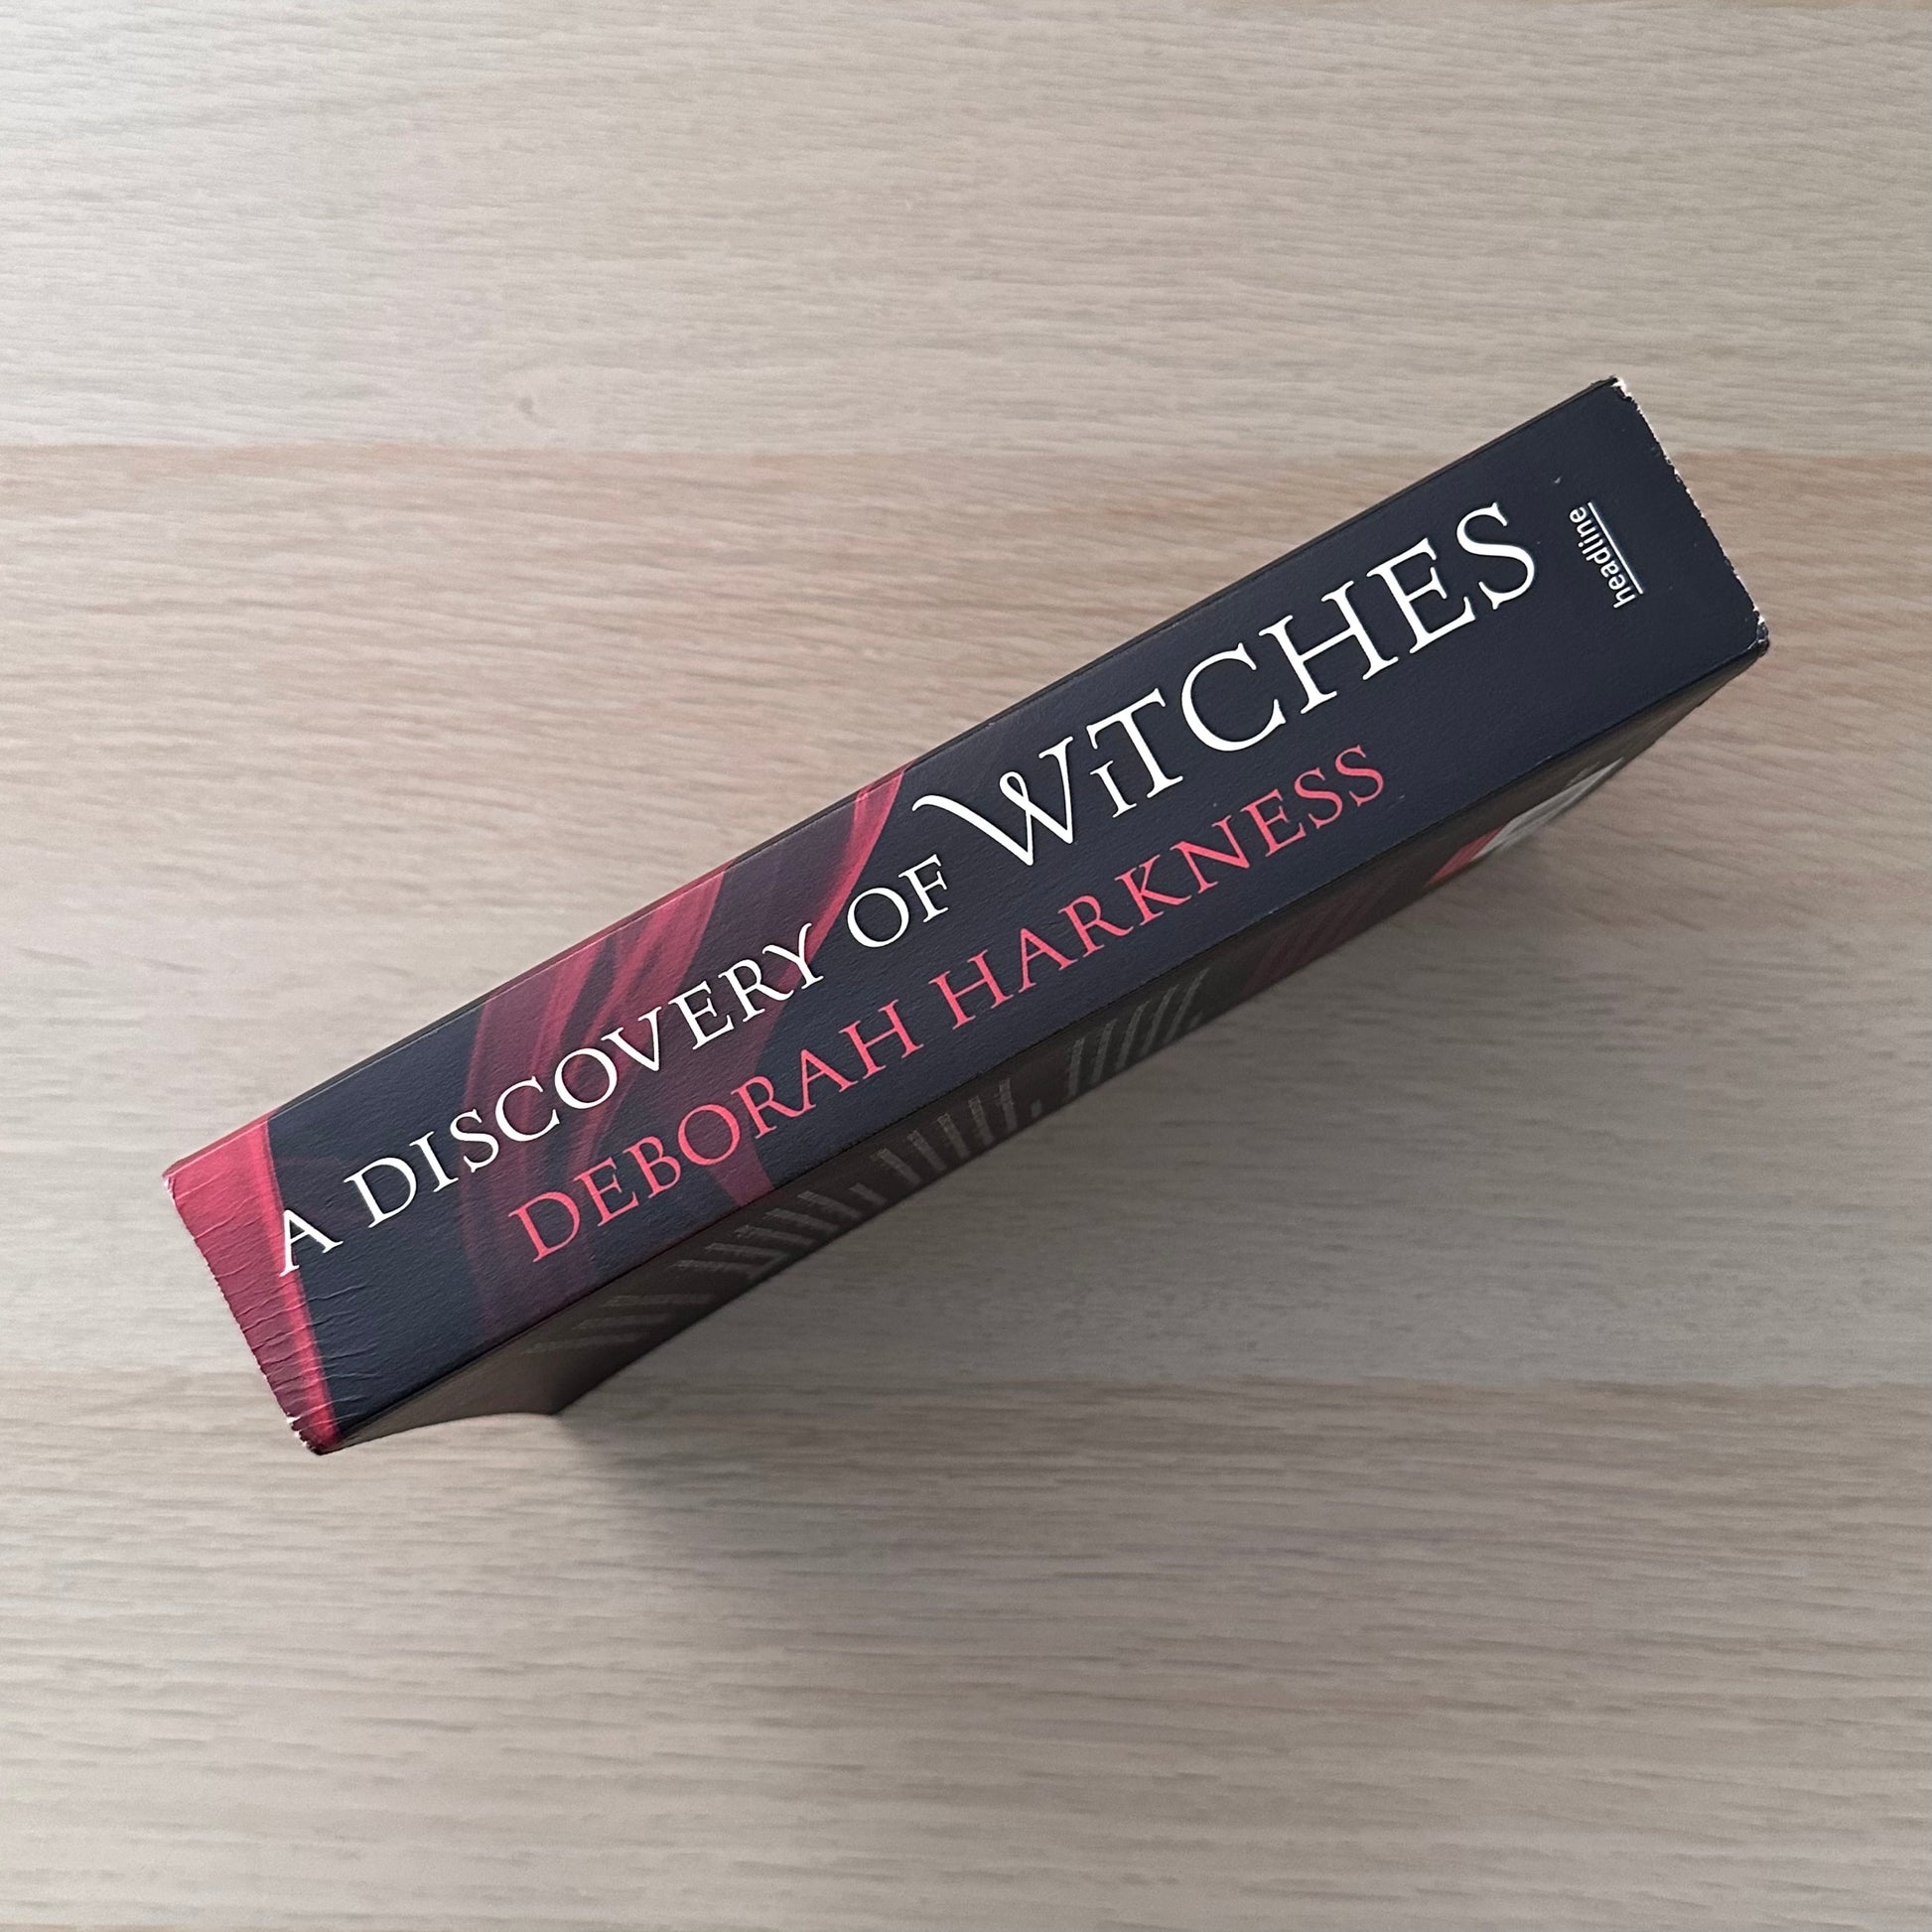 A DISCOVERY OF WiTCHES
DEBORAH HARKNESS
headline